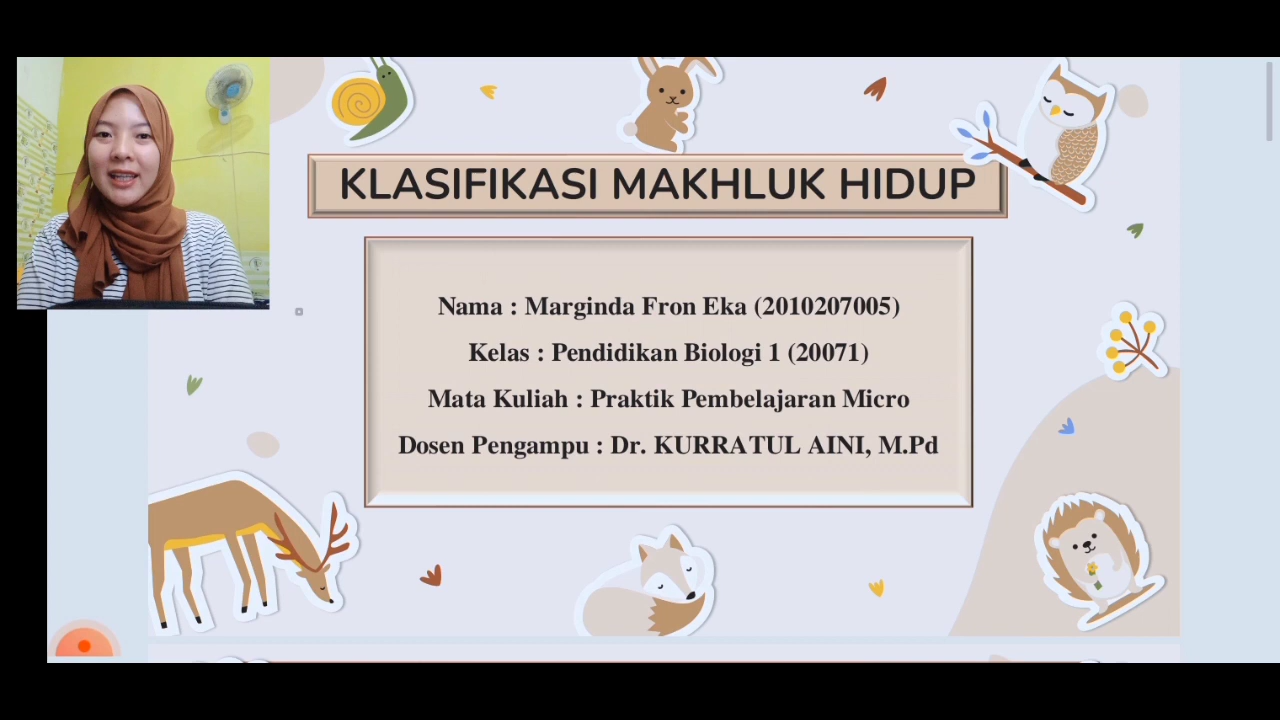 KLASIFIKASI MAKHLUK HIDUP
Nama : Marginda Fron Eka (2010207005)
Kelas : Pendidikan Biologi 1 (20071)
Mata Kuliah : Praktik Pembelajaran Micro
Dosen Pengampu : Dr. KURRATUL AINI, M.Pd